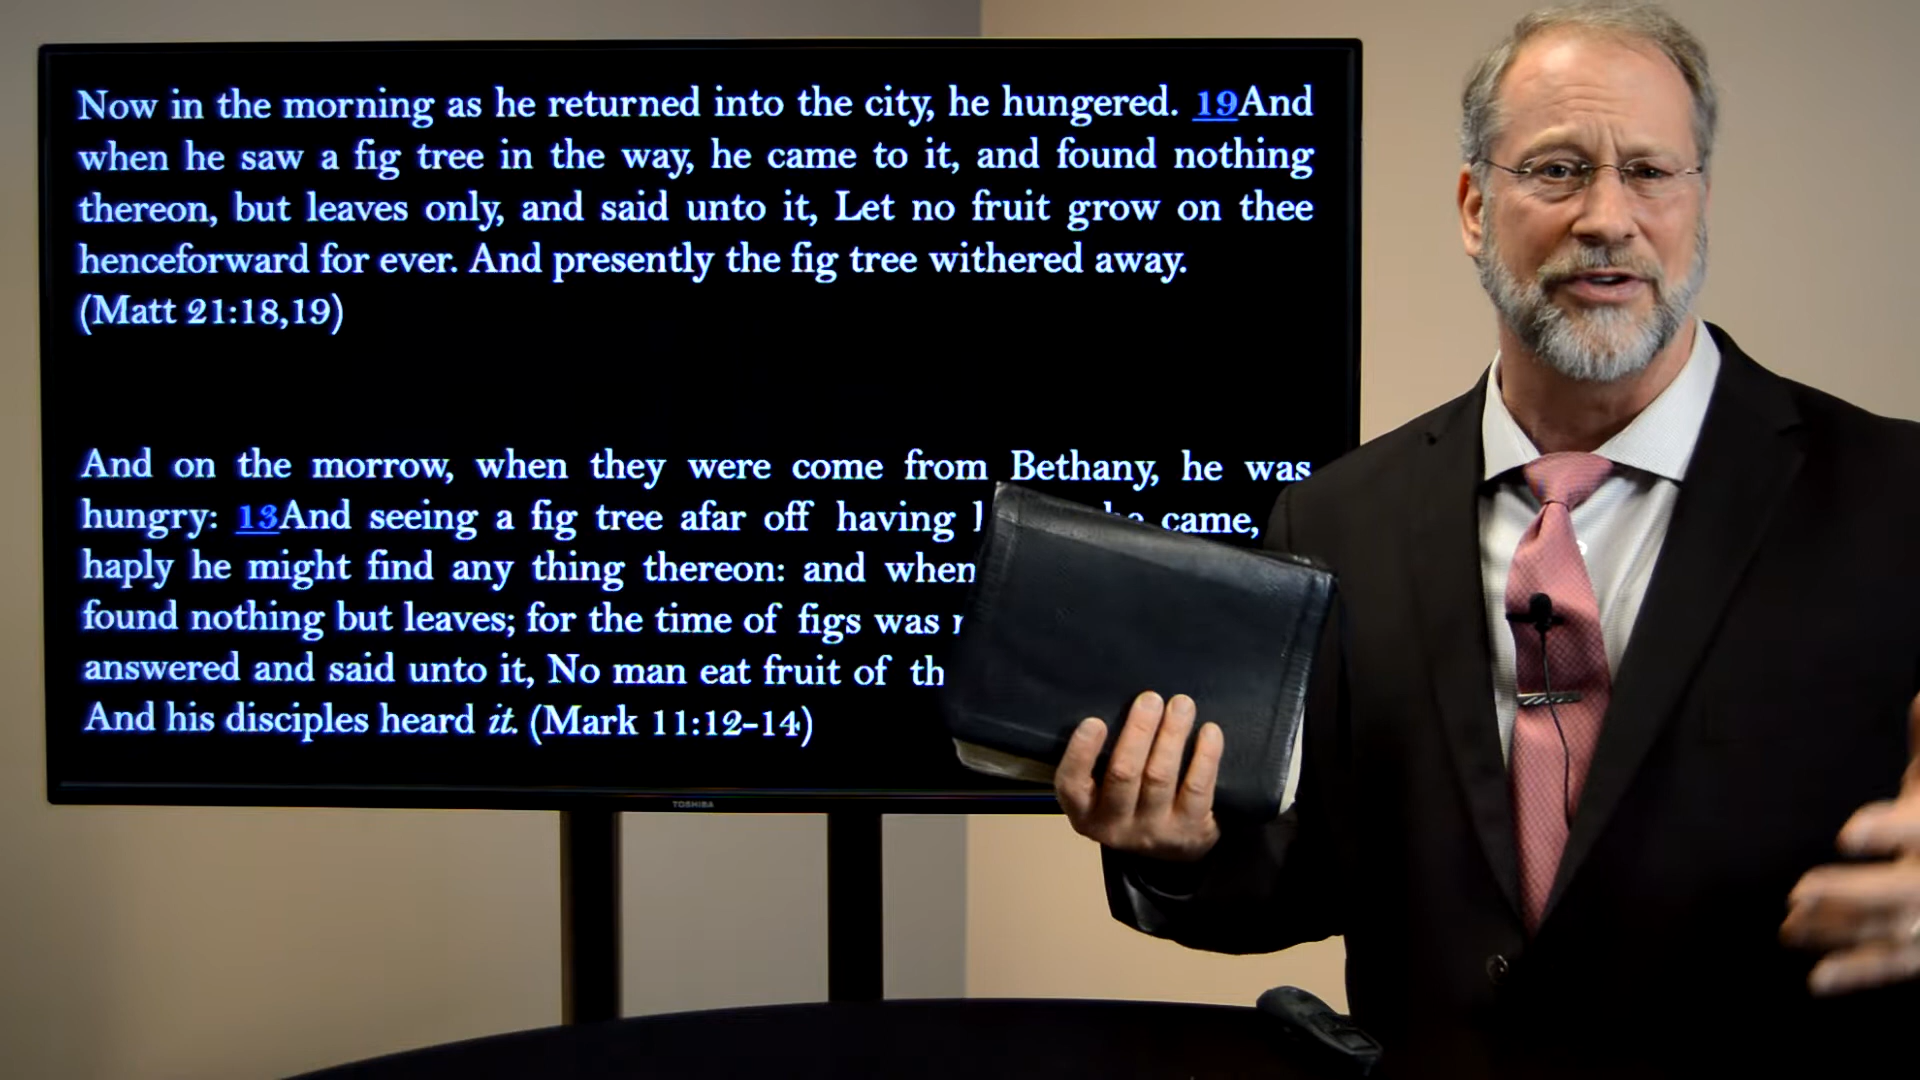 Now in the morning as he returned into the city, he hungered. 19And
when he saw a fig tree in the way, he came to it, and found nothing
thereon, but leaves only, and said unto it, Let no fruit grow on thee
henceforward for ever. And presently the fig tree withered away.
(Matt 21:18,19)
And on the morrow, when they were come from Bethany, he was
hungry: 13And seeing a fig tree afar off having came,
haply he might find any thing thereon: and when
found nothing but leaves; for the time of figs was
answered and said unto it, No man eat fruit of
And his disciples heard it. (Mark 11:12-14)
TOSHIBA